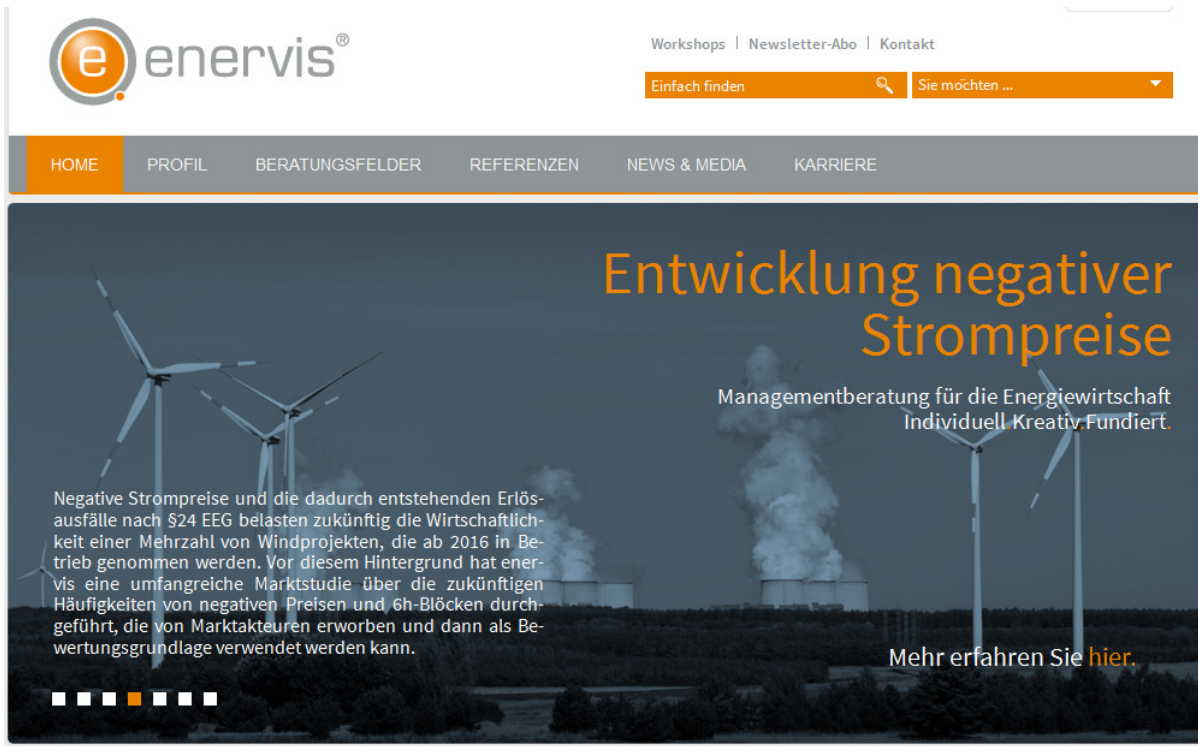 e enervis®
Workshops | Newsletter-Abo | Kontakt
Einfach finden
Sie möchten ...
HOME PROFIL BERATUNGSFELDER REFERENZEN NEWS & MEDIA KARRIERE
Entwicklung negativer
Strompreise
Managementberatung für die Energiewirtschaft
Individuell.Kreativ.Fundiert.
Negative Strompreise und die dadurch entstehenden Erlös-
ausfälle nach §24 EEG belasten zukünftig die Wirtschaftlich-
keit einer Mehrzahl von Windprojekten, die ab 2016 in Be-
trieb genommen werden. Vor diesem Hintergrund hat ener-
vis eine umfangreiche Marktstudie über die zukünftigen
Häufigkeiten von negativen Preisen und 6h-Blöcken durch-
geführt, die von Marktakteuren erworben und dann als Be-
wertungsgrundlage verwendet werden kann.
Mehr erfahren Sie hier.